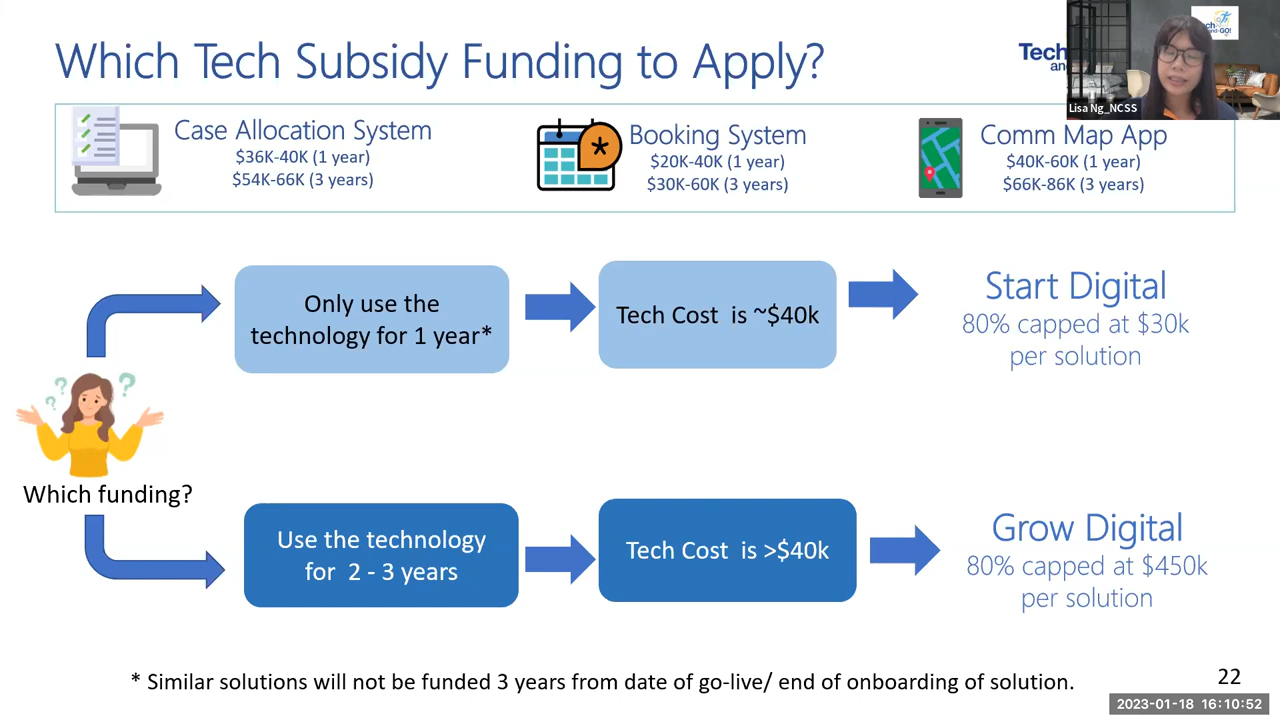 Which Tech Subsidy Funding to Apply?
Tech
an
Lisa Ng_NCSS
Case Allocation System
$36K-40K (1 year)
$54K-66K (3 years)
Booking System
$20K-40K (1 year)
$30K-60K (3 years)
Comm Map App
$40K-60K (1 year)
$66K-86K (3 years)
Only use the
technology for 1 year*
Tech Cost is ~$40k
Start Digital
80% capped at $30k
per solution
Which funding?
Use the technology
for 2 - 3 years
Tech Cost is >$40k
Grow Digital
80% capped at $450k
per solution
* Similar solutions will not be funded 3 years from date of go-live/ end of onboarding of solution.
22
2023-01-18 16:10:52